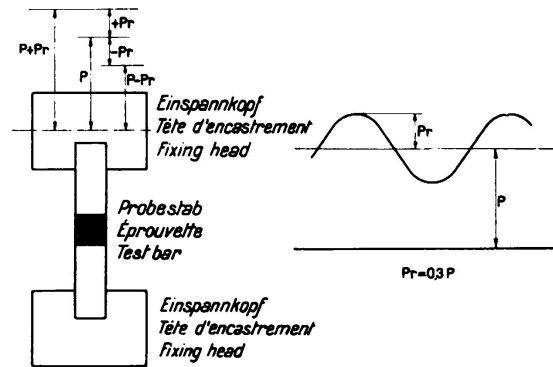 +Pr
P+Pr
P
-Pr
P-Pr
Einspannkopf
Tête d'encastrement
Fixing head
Probestab
Éprouvette
Test bar
Einspannkopf
Tête d'encastrement
Fixing head
Pr
P
Pr=0,3 P